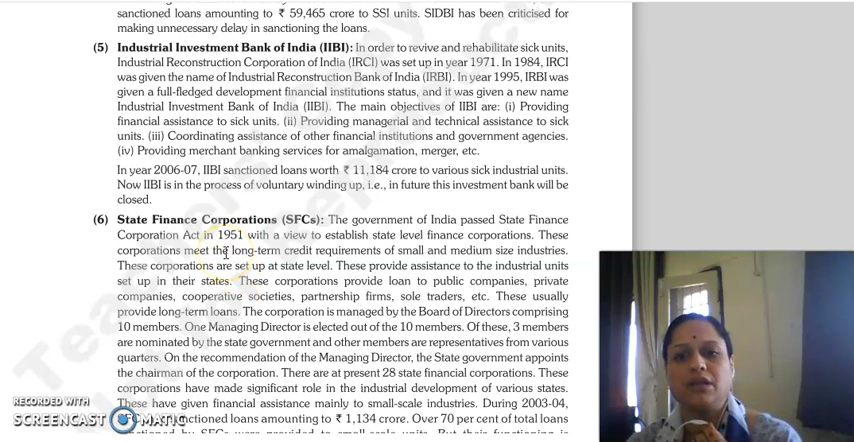 sanctioned loans amounting to ₹ 59,465 crore to SSI units. SIDBI has been criticised for
making unnecessary delay in sanctioning the loans.
(5) Industrial Investment Bank of India (IIBI): In order to revive and rehabilitate sick units,
Industrial Reconstruction Corporation of India (IRCI) was set up in year 1971. In 1984, IRCI
was given the name of Industrial Reconstruction Bank of India (IRBI). In year 1995, IRBI was
given a full-fledged development financial institutions status, and it was given a new name
Industrial Investment Bank of India (IIBI). The main objectives of IIBI are: (i) Providing
financial assistance to sick units. (ii) Providing managerial and technical assistance to sick
units. (iii) Coordinating assistance of other financial institutions and government agencies.
(iv) Providing merchant banking services for amalgamation, merger, etc.
In year 2006-07, IIBI sanctioned loans worth ₹ 11,184 crore to various sick industrial units.
Now IIBI is in the process of voluntary winding up, i.e., in future this investment bank will be
closed.
(6) State Finance Corporations (SFCs): The government of India passed State Finance
Corporation Act in 1951 with a view to establish state level finance corporations. These
corporations meet the long-term credit requirements of small and medium size industries.
These corporations are set up at state level. These provide assistance to the industrial units
set up in their states. These corporations provide loan to public companies, private
companies, cooperative societies, partnership firms, sole traders, etc. These usually
provide long-term loans. The corporation is managed by the Board of Directors comprising
10 members. One Managing Director is elected out of the 10 members. Of these, 3 members
are nominated by the state government and other members are representatives from various
quarters. On the recommendation of the Managing Director, the State government appoints
the chairman of the corporation. There are at present 28 state financial corporations. These
corporations have made significant role in the industrial development of various states.
These have given financial assistance mainly to small-scale industries. During 2003-04,
sanctioned loans amounting to ₹ 1,134 crore. Over 70 per cent of total loans
by SFCs were provided to small-scale units. But their functioning is
RECORDED WITH
SCREENCAST MATIC